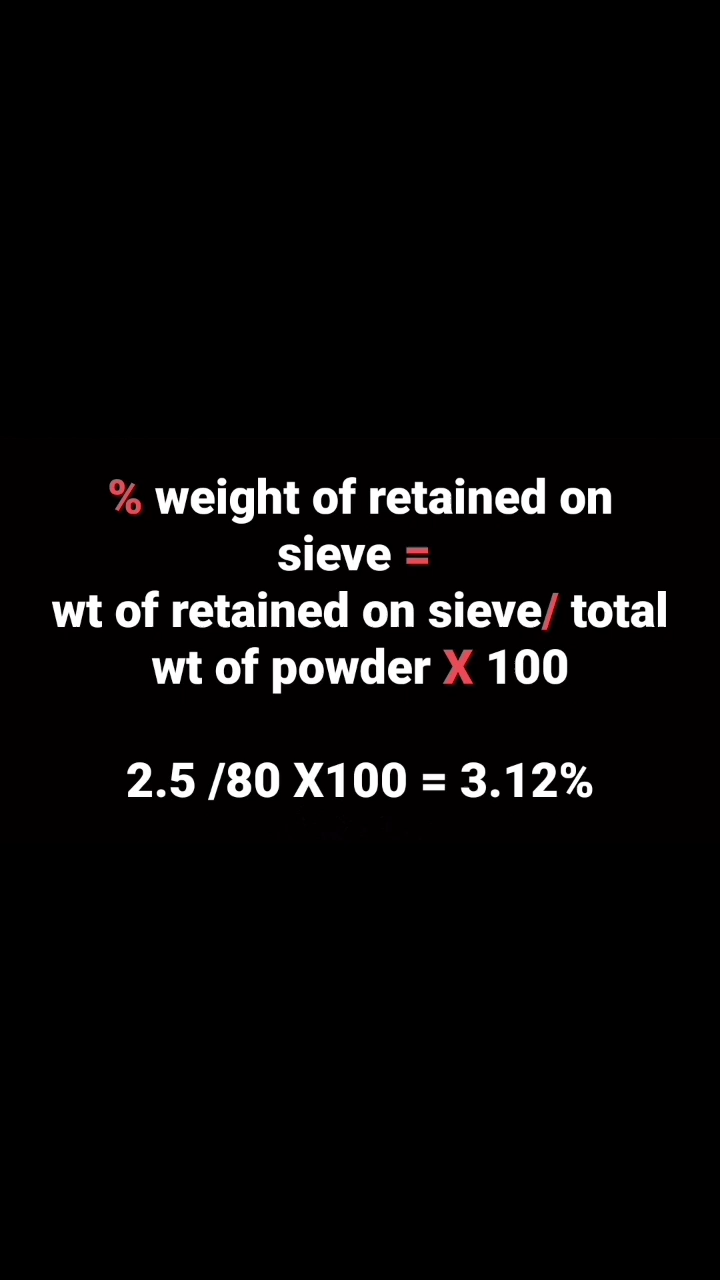 % weight of retained on
sieve =
wt of retained on sieve/ total
wt of powder X 100
2.5 /80 X100 = 3.12%